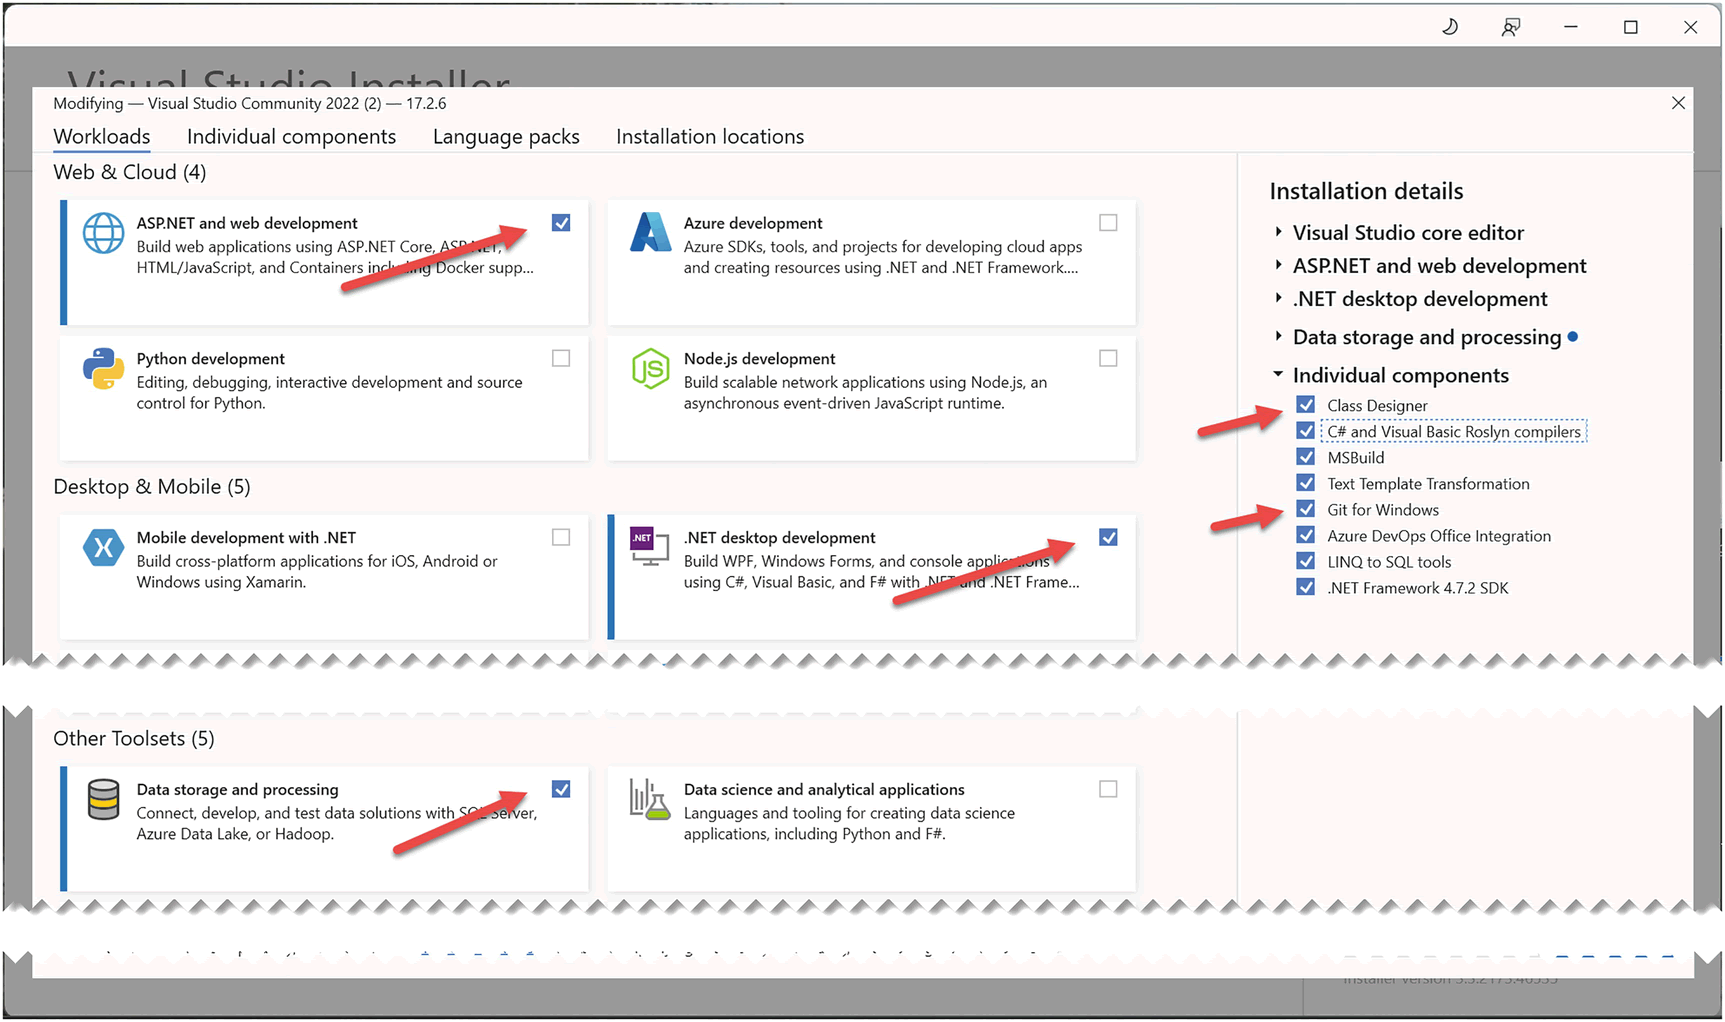 Visual Studio Installer
Modifying — Visual Studio Community 2022 (2) — 17.2.6
Workloads Individual components Language packs Installation locations
Web & Cloud (4)
ASP.NET and web development
Build web applications using ASP.NET Core, ASP.NET,
HTML/JavaScript, and Containers including Docker supp...
Azure development
Azure SDKs, tools, and projects for developing cloud apps
and creating resources using .NET and .NET Framework....
Python development
Editing, debugging, interactive development and source
control for Python.
Node.js development
Build scalable network applications using Node.js, an
asynchronous event-driven JavaScript runtime.
Desktop & Mobile (5)
Mobile development with .NET
Build cross-platform applications for iOS, Android or
Windows using Xamarin.
.NET
.NET desktop development
Build WPF, Windows Forms, and console applications
using C#, Visual Basic, and F# with .NET and .NET Frame...
Other Toolsets (5)
Data storage and processing
Connect, develop, and test data solutions with SQL Server,
Azure Data Lake, or Hadoop.
Data science and analytical applications
Languages and tooling for creating data science
applications, including Python and F#.
Installation details
Visual Studio core editor
ASP.NET and web development
.NET desktop development
Data storage and processing
Individual components
Class Designer
C# and Visual Basic Roslyn compilers
MSBuild
Text Template Transformation
Git for Windows
Azure DevOps Office Integration
LINQ to SQL tools
.NET Framework 4.7.2 SDK
Installer version